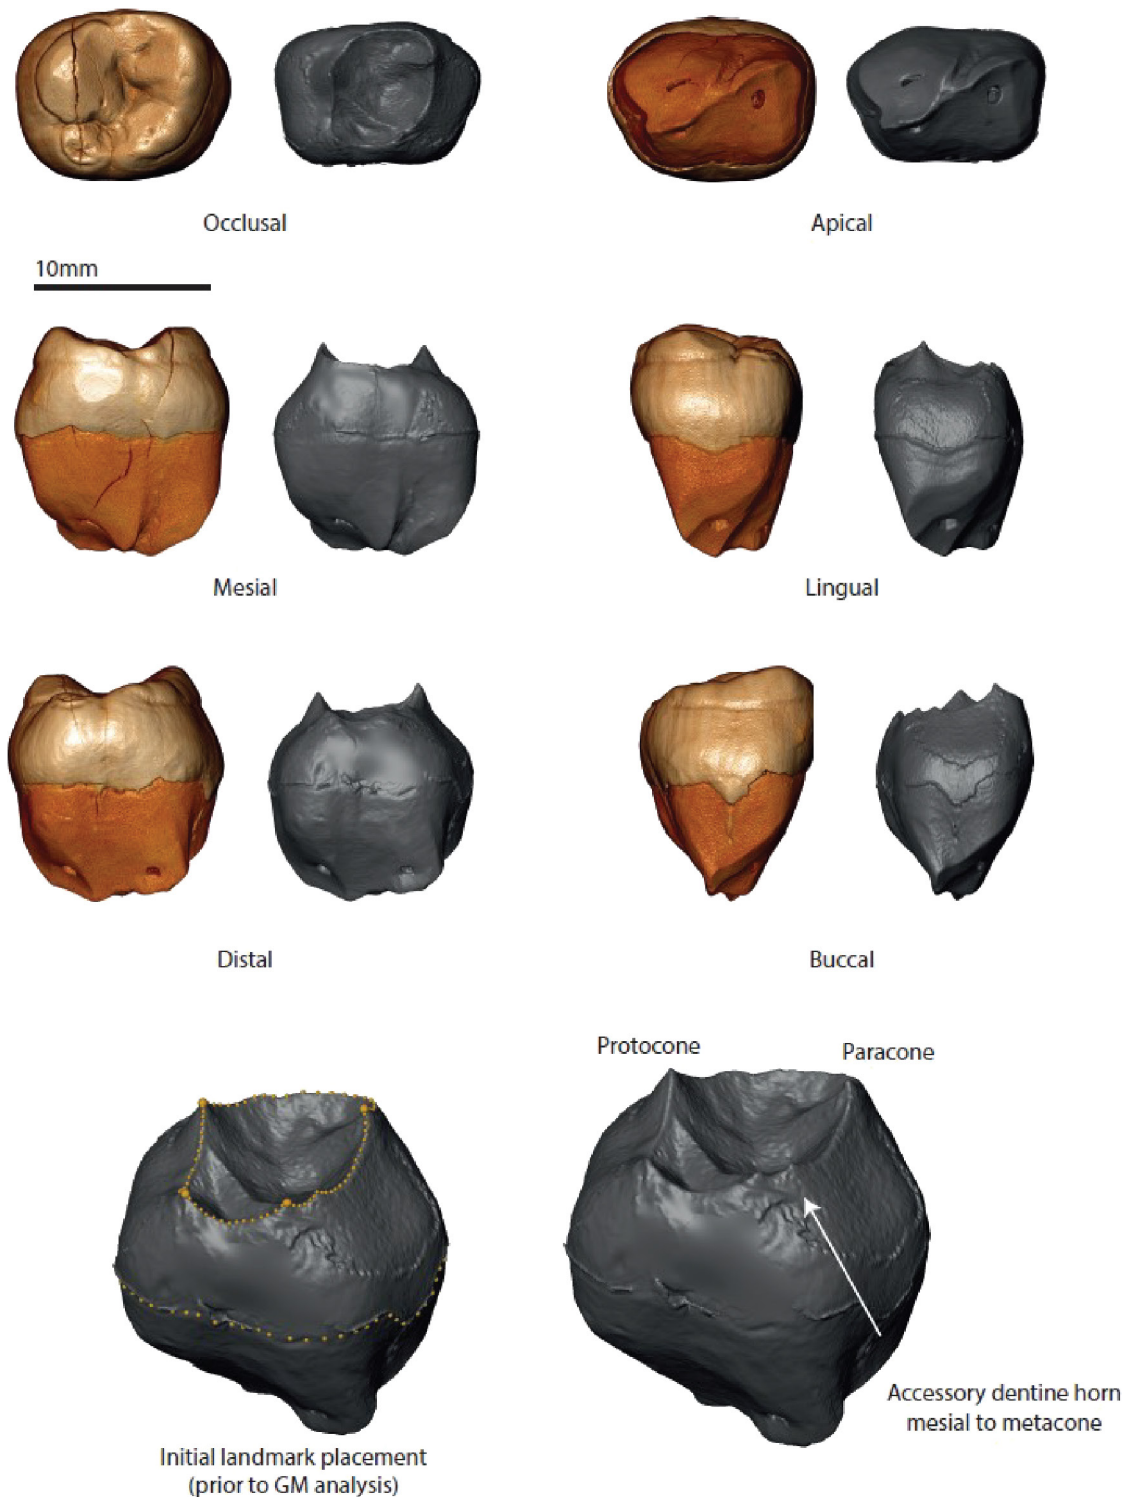 Occlusal
Apical
10mm
Mesial
Lingual
Distal
Buccal
Protocone
Paracone
Accessory dentine horn
mesial to metacone
Initial landmark placement
(prior to GM analysis)